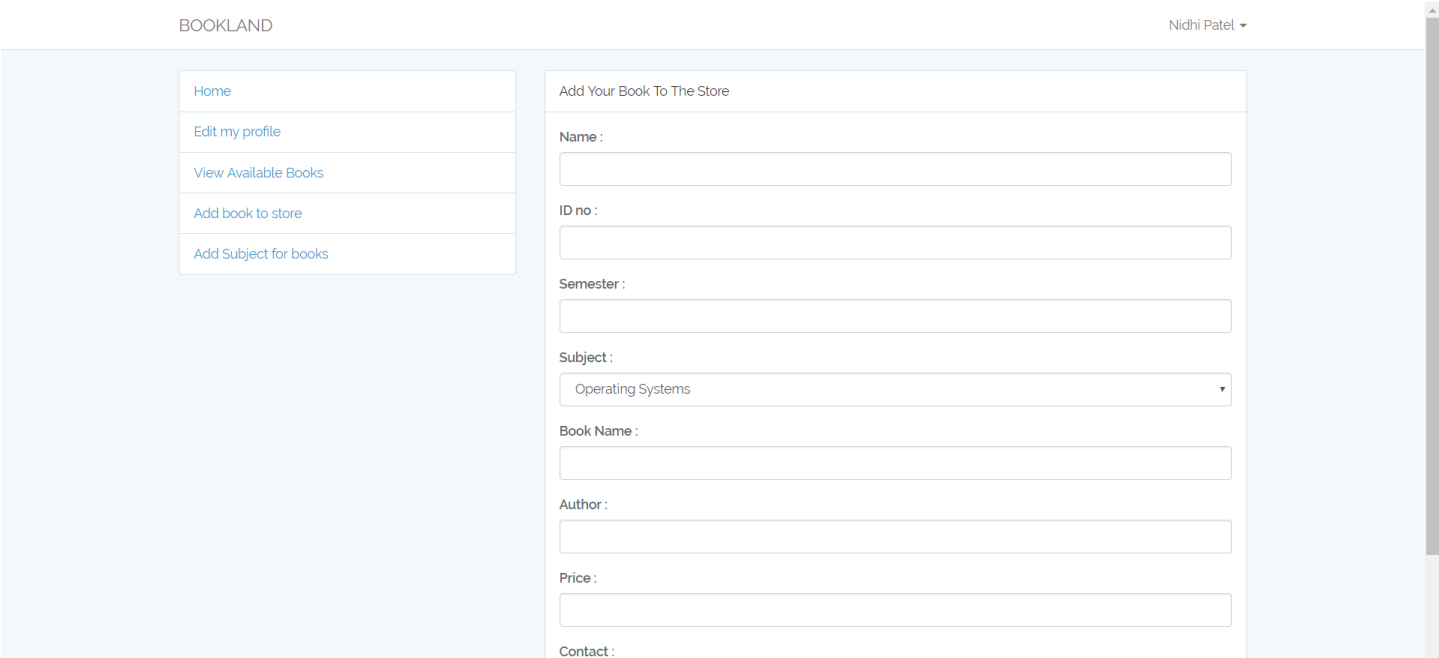 BOOKLAND
Nidhi Patel
Home
Edit my profile
View Available Books
Add book to store
Add Subject for books
Add Your Book To The Store
Name :
ID no :
Semester :
Subject :
Operating Systems
Book Name :
Author :
Price :
Contact :